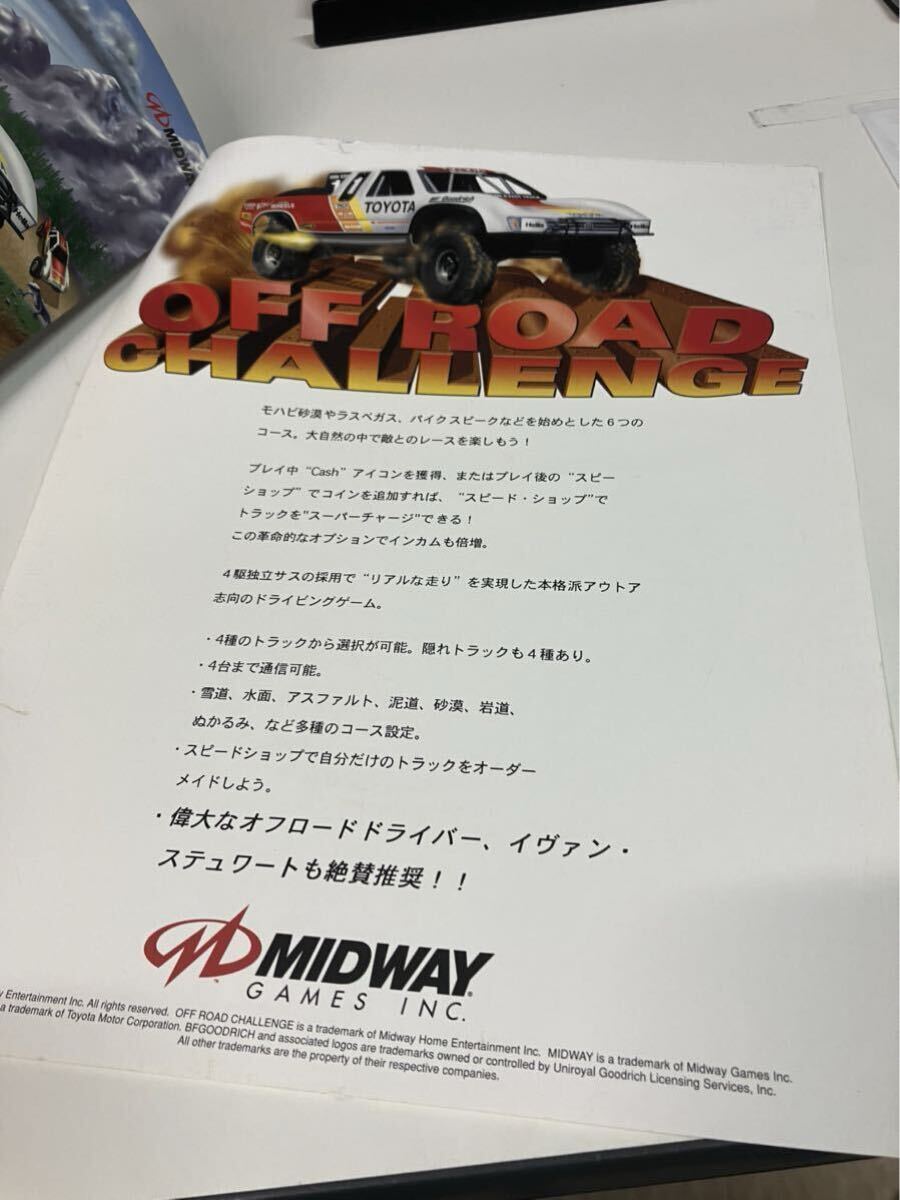 MIDWAY
TOYOTA
BFGoodrich
Hella
Hella
OFF ROAD
CHALLENGE
モハビ砂漠やラスベガス、パイクスピークなどを始めとした6つの
コース。大自然の中で敵とのレースを楽しもう！
プレイ中 “Cash” アイコンを獲得、またはプレイ後の “スピー
ショップ” でコインを追加すれば、 “スピード・ショップ”で
トラックを“スーパーチャージ”できる！
この革命的なオプションでインカムも倍増。
4駆独立サスの採用で “リアルな走り” を実現した本格派アウトア
志向のドライビングゲーム。
・4種のトラックから選択が可能。隠れトラックも4種あり。
・4台まで通信可能。
・雪道、水面、アスファルト、泥道、砂漠、岩道、
ぬかるみ、など多種のコース設定。
・スピードショップで自分だけのトラックをオーダー
メイドしよう。
・偉大なオフロードドライバー、イヴァン・
ステュワートも絶賛推奨！！
MIDWAY
GAMES INC.
y Entertainment Inc. All rights reserved. OFF ROAD CHALLENGE is a trademark of Midway Home Entertainment Inc. MIDWAY is a trademark of Midway Games Inc.
a trademark of Toyota Motor Corporation. BFGOODRICH and associated logos are trademarks owned or controlled by Uniroyal Goodrich Licensing Services, Inc.
All other trademarks are the property of their respective companies.